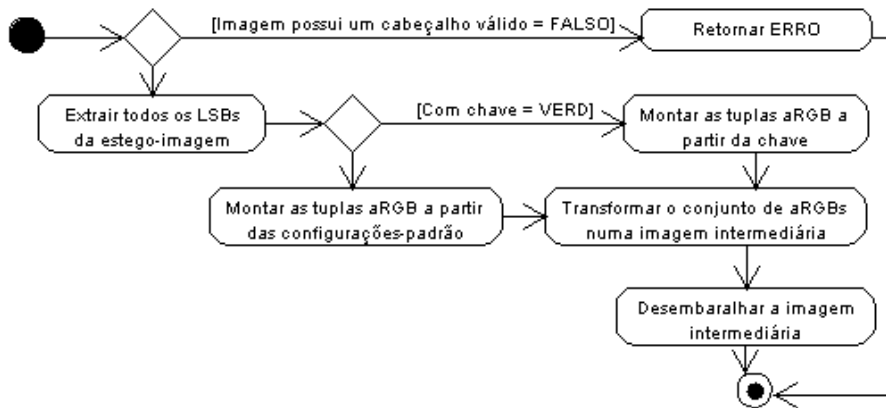 [Imagem possui um cabeçalho válido = FALSO]
Retornar ERRO
Extrair todos os LSBs
da estego-imagem
[Com chave = VERD]
Montar as tuplas aRGB a
partir da chave
Montar as tuplas aRGB a partir
das configurações-padrão
Transformar o conjunto de aRGBs
numa imagem intermediária
Desembaralhar a imagem
intermediária